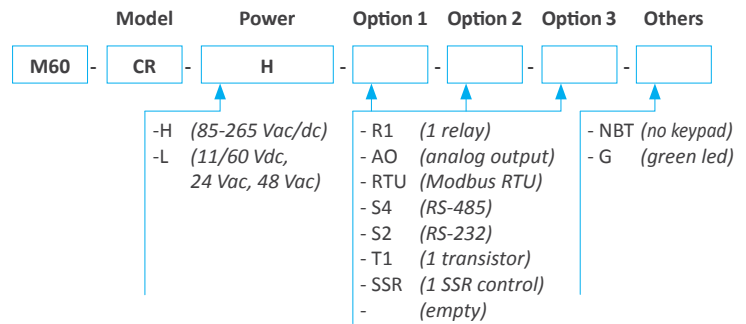 Model Power Option 1 Option 2 Option 3 Others
M60 - CR - H - - - -
-H (85-265 Vac/dc) - R1 (1 relay) - NBT (no keypad)
-L (11/60 Vdc, - AO (analog output) - G (green led)
24 Vac, 48 Vac) - RTU (Modbus RTU)
- S4 (RS-485)
- S2 (RS-232)
- T1 (1 transistor)
- SSR (1 SSR control)
- (empty)